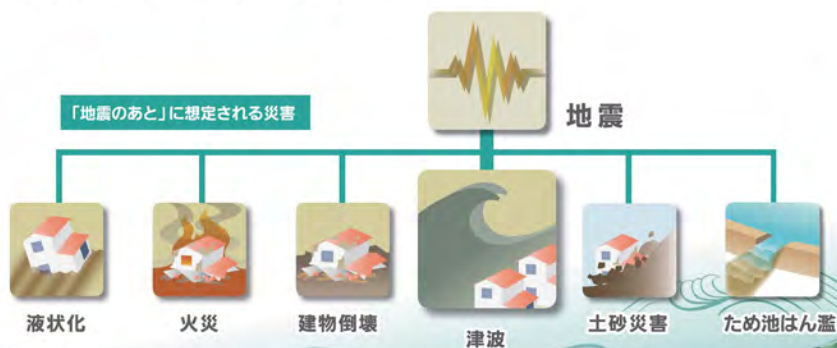 地震
「地震のあと」に想定される災害
液状化
火災
建物倒壊
津波
土砂災害
ため池はん濫